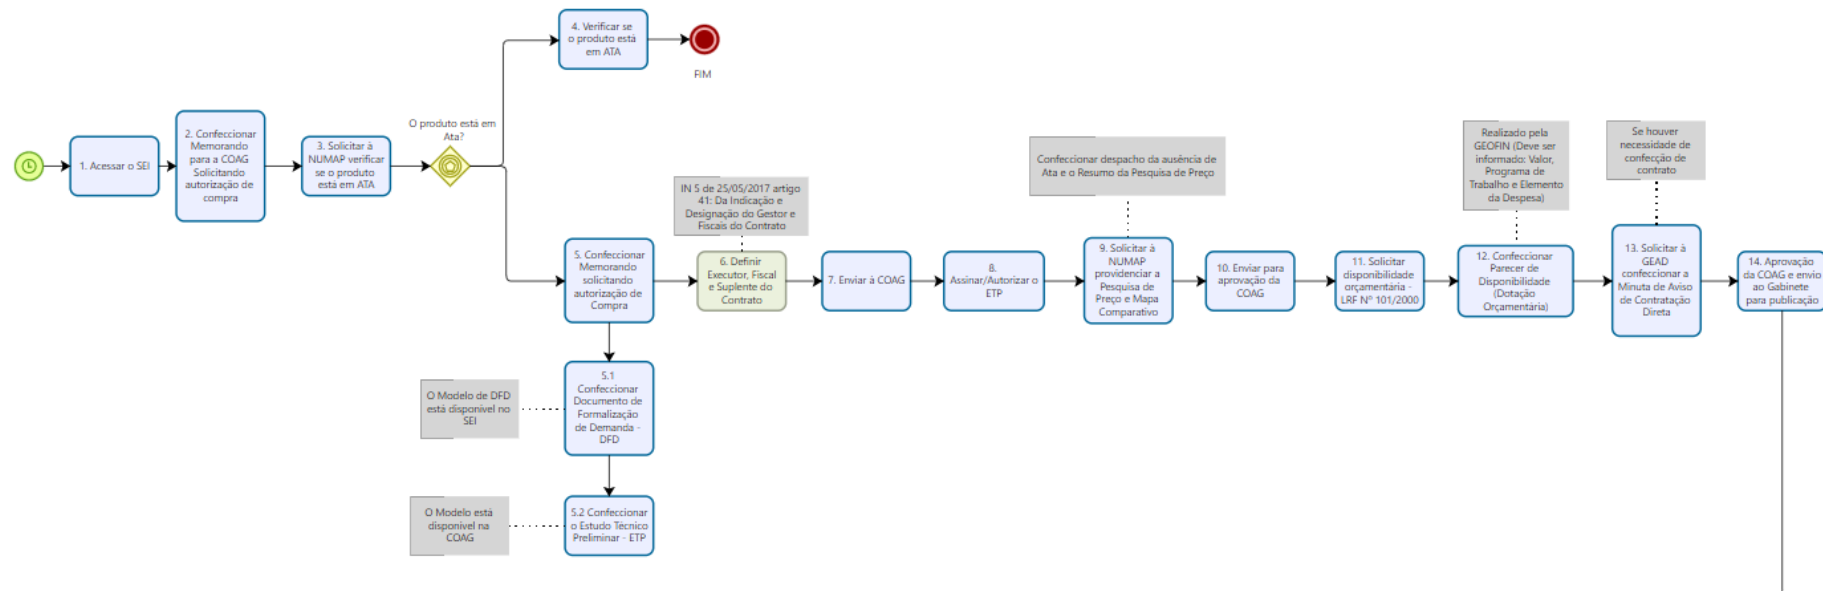 1. Acessar o SEI
2. Confeccionar
Memorando
para a COAG
Solicitando
autorização de
compra
3. Solicitar à
NUMAP verificar
se o produto
está em ATA
O produto está em
Ata?
4. Verificar se
o produto está
em ATA
FIM
5. Confeccionar
Memorando
solicitando
autorização de
Compra
O Modelo de DFD
está disponível no
SEI
5.1
Confeccionar
Documento de
Formalização
de Demanda -
DFD
O Modelo está
disponível na
COAG
5.2 Confeccionar
o Estudo Técnico
Preliminar - ETP
IN 5 de 25/05/2017 artigo
41: Da Indicação e
Designação do Gestor e
Fiscais do Contrato
6. Definir
Executor, Fiscal
e Suplente do
Contrato
7. Enviar à COAG
8.
Assinar/Autorizar o
ETP
Confeccionar despacho da ausência de
Ata e o Resumo da Pesquisa de Preço
9. Solicitar à
NUMAP
providenciar a
Pesquisa de
Preço e Mapa
Comparativo
10. Enviar para
aprovação da
COAG
11. Solicitar
disponibilidade
orçamentária -
LRF Nº 101/2000
Realizado pela
GEOFIN (Deve ser
informado: Valor,
Programa de
Trabalho e Elemento
da Despesa)
12. Confeccionar
Parecer de
Disponibilidade
(Dotação
Orçamentária)
Se houver
necessidade de
confecção de
contrato
13. Solicitar à
GEAD
confeccionar a
Minuta de Aviso
de Contratação
Direta
14. Aprovação
da COAG e envio
ao Gabinete
para publicação